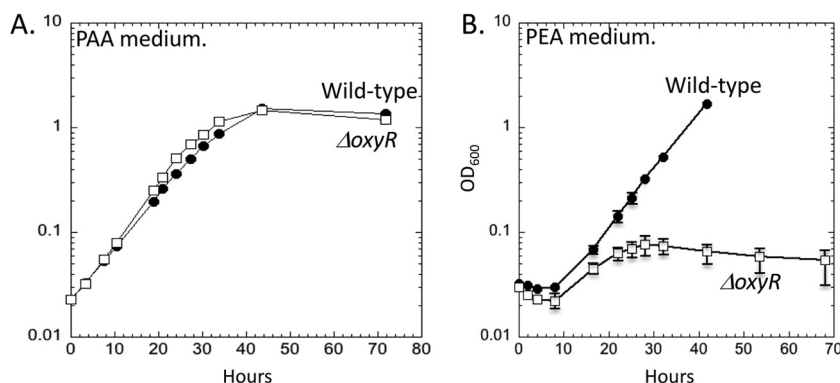 A.
PAA medium.
10
1
0.1
0.01
Wild-type
ΔoxyR
0 10 20 30 40 50 60 70 80
Hours
B.
PEA medium.
10
1
0.1
0.01
OD600
Wild-type
ΔoxyR
0 10 20 30 40 50 60 70
Hours